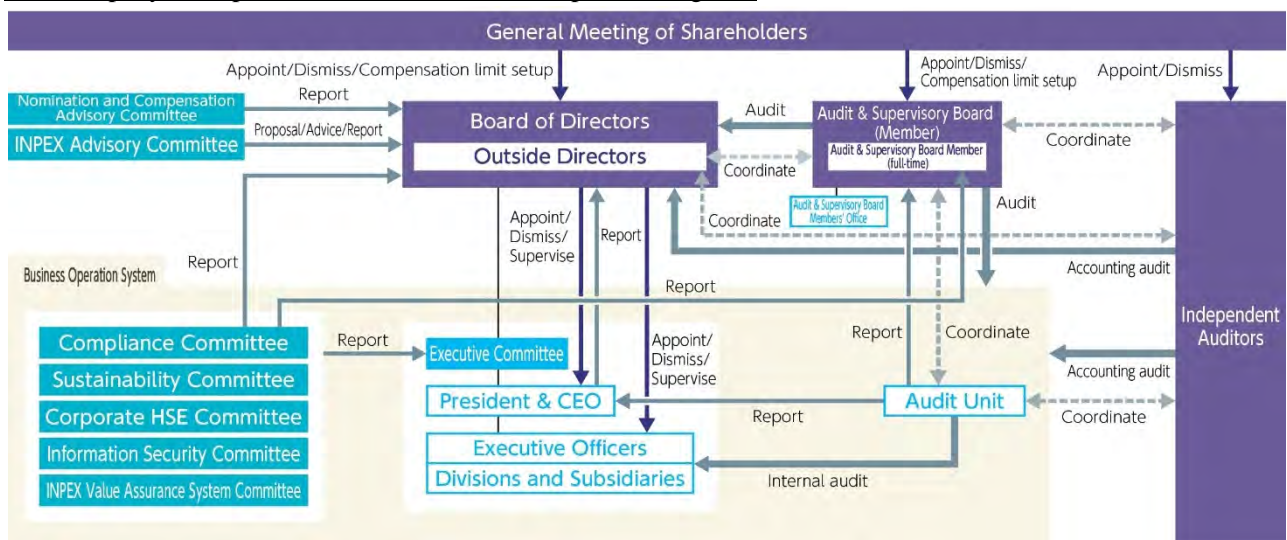 General Meeting of Shareholders
Appoint/Dismiss/Compensation limit setup
Appoint/Dismiss/
Compensation limit setup
Appoint/Dismiss
Nomination and Compensation
Advisory Committee
Report
INPEX Advisory Committee
Proposal/Advice/Report
Board of Directors
Outside Directors
Audit
Coordinate
Audit & Supervisory Board
(Member)
Audit & Supervisory Board Member
(full-time)
Coordinate
Audit & Supervisory Board
Members' Office
Audit
Coordinate
Appoint/
Dismiss/
Supervise
Report
Report
Accounting audit
Business Operation System
Report
Independent
Auditors
Compliance Committee
Sustainability Committee
Corporate HSE Committee
Information Security Committee
INPEX Value Assurance System Committee
Report
Executive Committee
Appoint/
Dismiss/
Supervise
Report
Coordinate
Accounting audit
President & CEO
Report
Audit Unit
Coordinate
Executive Officers
Divisions and Subsidiaries
Internal audit